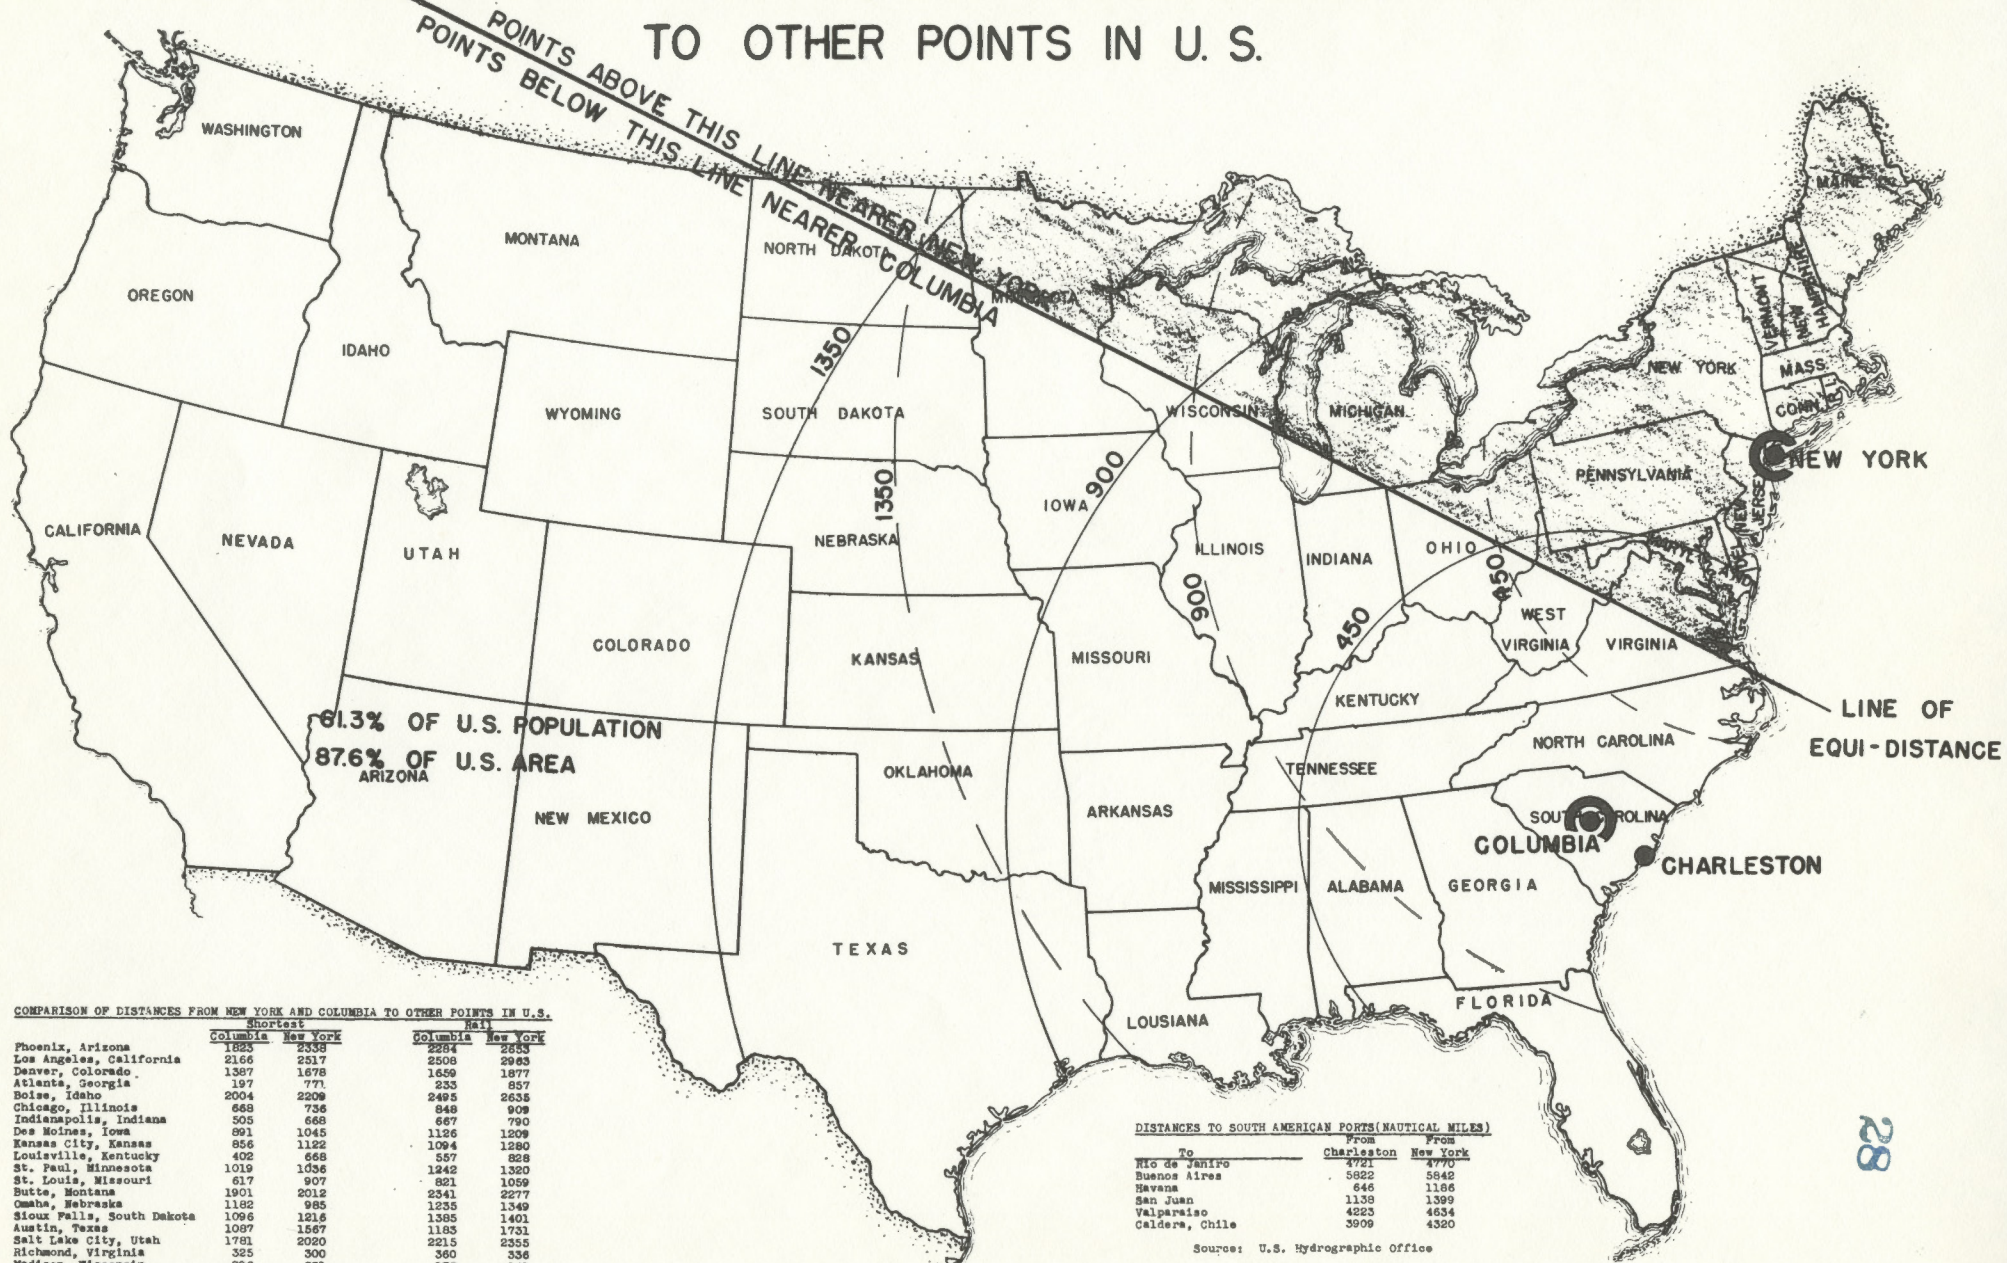 TO OTHER POINTS IN U. S.
POINTS ABOVE THIS LINE NEARER NEW YORK
POINTS BELOW THIS LINE NEARER COLUMBIA
WASHINGTON
MONTANA
NORTH DAKOTA
MINNESOTA
MAINE
OREGON
IDAHO
WYOMING
SOUTH DAKOTA
WISCONSIN
MICHIGAN
NEW YORK
VERMONT
NEW HAMPSHIRE
MASS.
CONN.
R.I.
NEW YORK
PENNSYLVANIA
NEW JERSEY
DEL
MARYLAND
CALIFORNIA
NEVADA
UTAH
COLORADO
NEBRASKA
IOWA
ILLINOIS
INDIANA
OHIO
WEST VIRGINIA
VIRGINIA
KANSAS
MISSOURI
KENTUCKY
1350
1350
900
900
450
450
LINE OF
EQUI-DISTANCE
61.3% OF U.S. POPULATION
87.6% OF U.S. AREA
ARIZONA
NEW MEXICO
OKLAHOMA
ARKANSAS
TENNESSEE
NORTH CAROLINA
SOUTH CAROLINA
COLUMBIA
CHARLESTON
MISSISSIPPI
ALABAMA
GEORGIA
TEXAS
LOUSIANA
FLORIDA
COMPARISON OF DISTANCES FROM NEW YORK AND COLUMBIA TO OTHER POINTS IN U.S.
Shortest Rail
Columbia New York Columbia New York
Phoenix, Arizona 1823 2338 2284 2653
Los Angeles, California 2166 2517 2508 2963
Denver, Colorado 1387 1678 1659 1877
Atlanta, Georgia 197 771 233 857
Boise, Idaho 2004 2209 2495 2635
Chicago, Illinois 668 736 848 909
Indianapolis, Indiana 505 668 667 790
Des Moines, Iowa 891 1045 1126 1209
Kansas City, Kansas 856 1122 1094 1280
Louisville, Kentucky 402 668 557 828
St. Paul, Minnesota 1019 1036 1242 1320
St. Louis, Missouri 617 907 821 1059
Butte, Montana 1901 2012 2341 2277
Omaha, Nebraska 1182 985 1235 1349
Sioux Falls, South Dakota 1096 1216 1385 1401
Austin, Texas 1087 1567 1183 1731
Salt Lake City, Utah 1781 2020 2215 2355
Richmond, Virginia 325 300 360 336
DISTANCES TO SOUTH AMERICAN PORTS(NAUTICAL MILES)
From From
To Charleston New York
Rio de Janiro 4721 4770
Buenos Aires 5822 5842
Havana 646 1186
San Juan 1138 1399
Valparaiso 4223 4634
Caldera, Chile 3909 4320
Source: U.S. Hydrographic Office
28